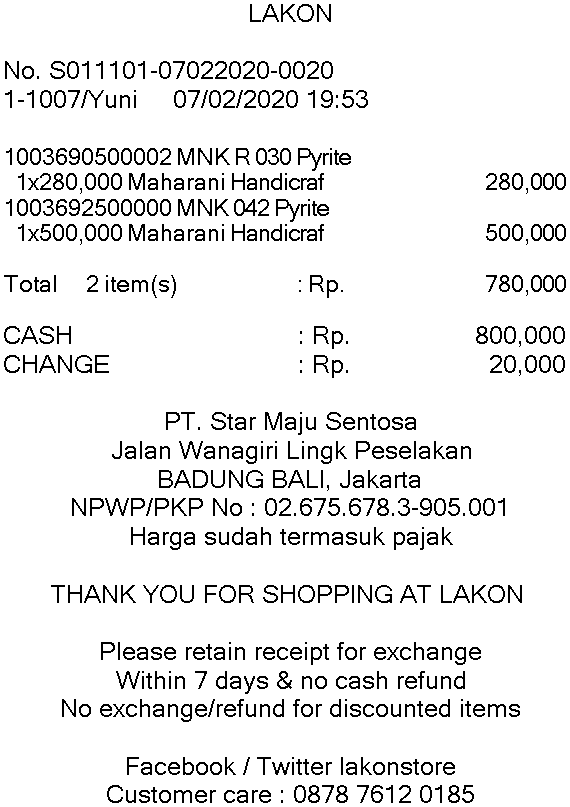 LAKON
No. S011101-07022020-0020
1-1007/Yuni 07/02/2020 19:53
1003690500002 MNK R 030 Pyrite
1x280,000 Maharani Handicraf 280,000
1003692500000 MNK 042 Pyrite
1x500,000 Maharani Handicraf 500,000
Total 2 item(s) : Rp. 780,000
CASH : Rp. 800,000
CHANGE : Rp. 20,000
PT. Star Maju Sentosa
Jalan Wanagiri Lingk Peselakan
BADUNG BALI, Jakarta
NPWP/PKP No : 02.675.678.3-905.001
Harga sudah termasuk pajak
THANK YOU FOR SHOPPING AT LAKON
Please retain receipt for exchange
Within 7 days & no cash refund
No exchange/refund for discounted items
Facebook / Twitter lakonstore
Customer care : 0878 7612 0185